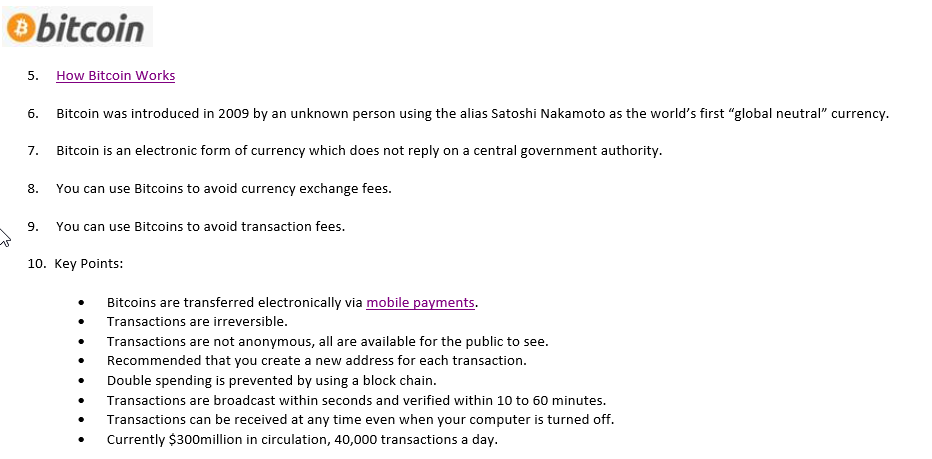 bitcoin
5. How Bitcoin Works
6. Bitcoin was introduced in 2009 by an unknown person using the alias Satoshi Nakamoto as the world’s first “global neutral” currency.
7. Bitcoin is an electronic form of currency which does not reply on a central government authority.
8. You can use Bitcoins to avoid currency exchange fees.
9. You can use Bitcoins to avoid transaction fees.
10. Key Points:
• Bitcoins are transferred electronically via mobile payments.
• Transactions are irreversible.
• Transactions are not anonymous, all are available for the public to see.
• Recommended that you create a new address for each transaction.
• Double spending is prevented by using a block chain.
• Transactions are broadcast within seconds and verified within 10 to 60 minutes.
• Transactions can be received at any time even when your computer is turned off.
• Currently $300million in circulation, 40,000 transactions a day.